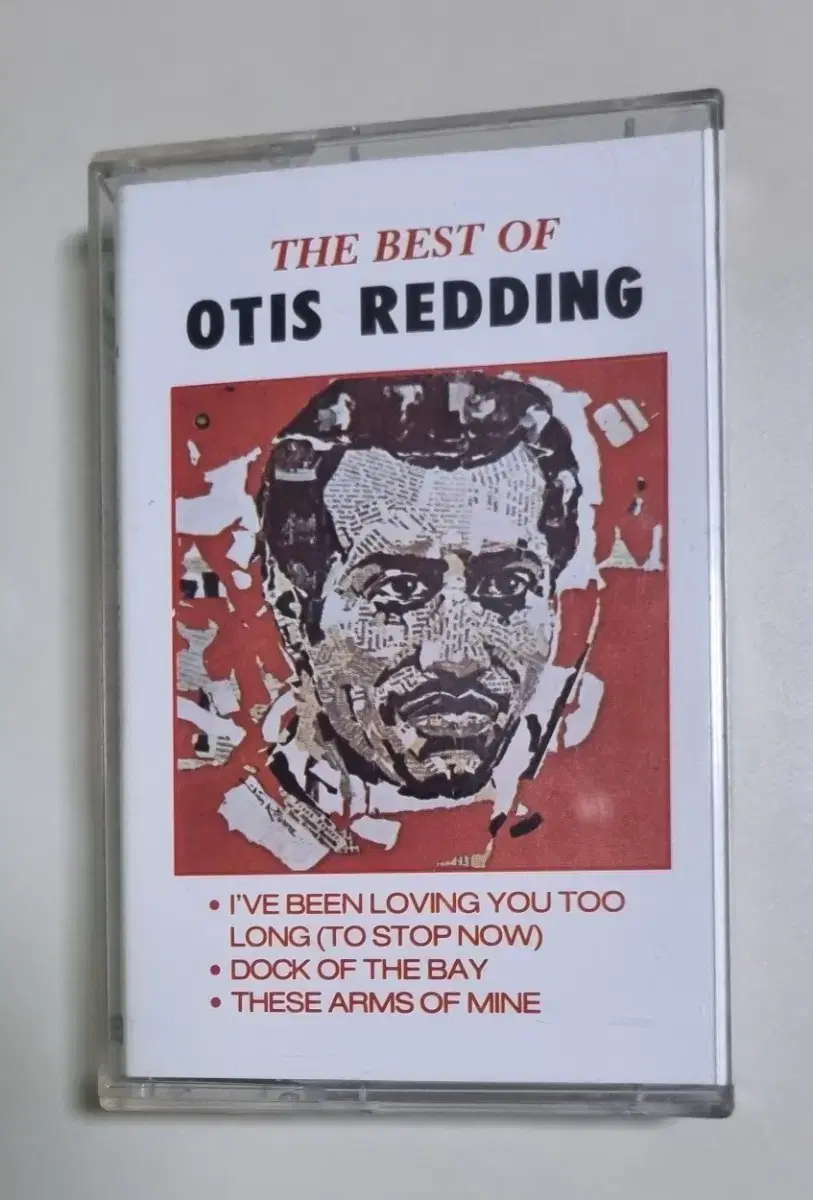 THE BEST OF
OTIS REDDING
• I'VE BEEN LOVING YOU TOO
LONG (TO STOP NOW)
• DOCK OF THE BAY
• THESE ARMS OF MINE